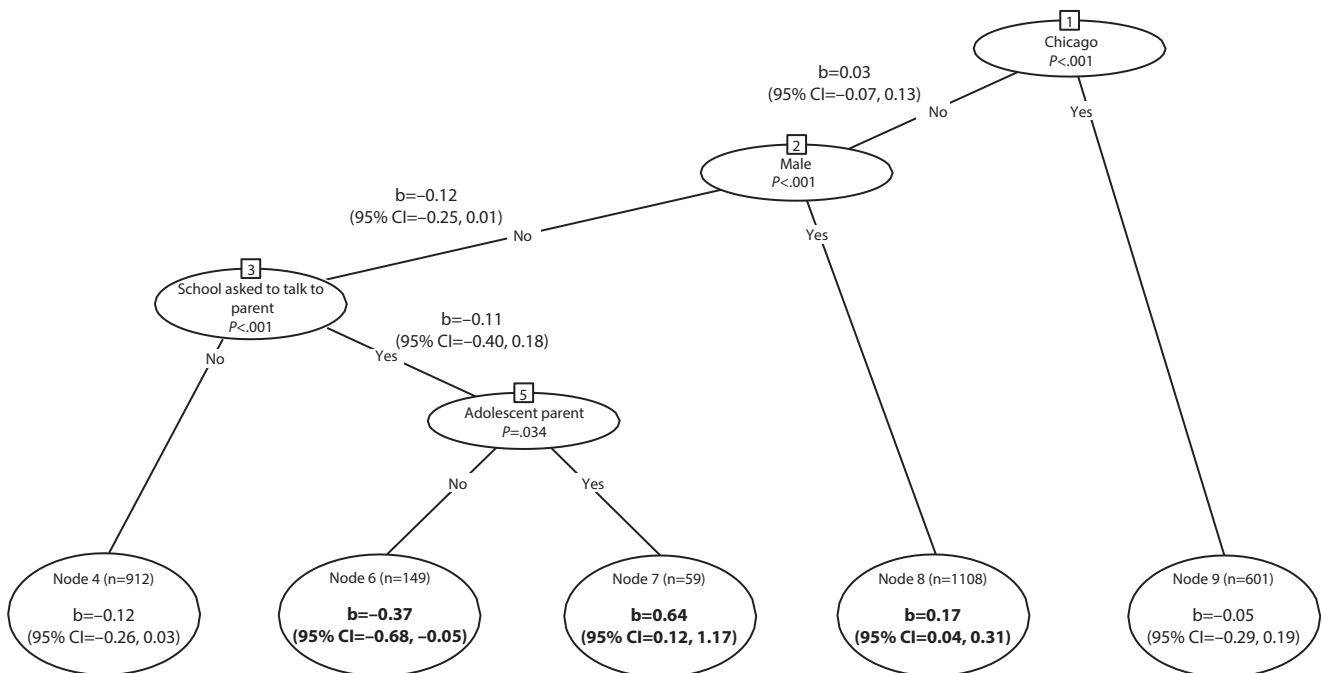 1
Chicago
P<.001
b=0.03
(95% CI=–0.07, 0.13)
No
Yes
2
Male
P<.001
b=–0.12
(95% CI=–0.25, 0.01)
No
Yes
3
School asked to talk to
parent
P<.001
b=–0.11
(95% CI=–0.40, 0.18)
No
Yes
5
Adolescent parent
P=.034
No
Yes
Node 4 (n=912)
b=–0.12
(95% CI=–0.26, 0.03)
Node 6 (n=149)
b=–0.37
(95% CI=–0.68, –0.05)
Node 7 (n=59)
b=0.64
(95% CI=0.12, 1.17)
Node 8 (n=1108)
b=0.17
(95% CI=0.04, 0.31)
Node 9 (n=601)
b=–0.05
(95% CI=–0.29, 0.19)